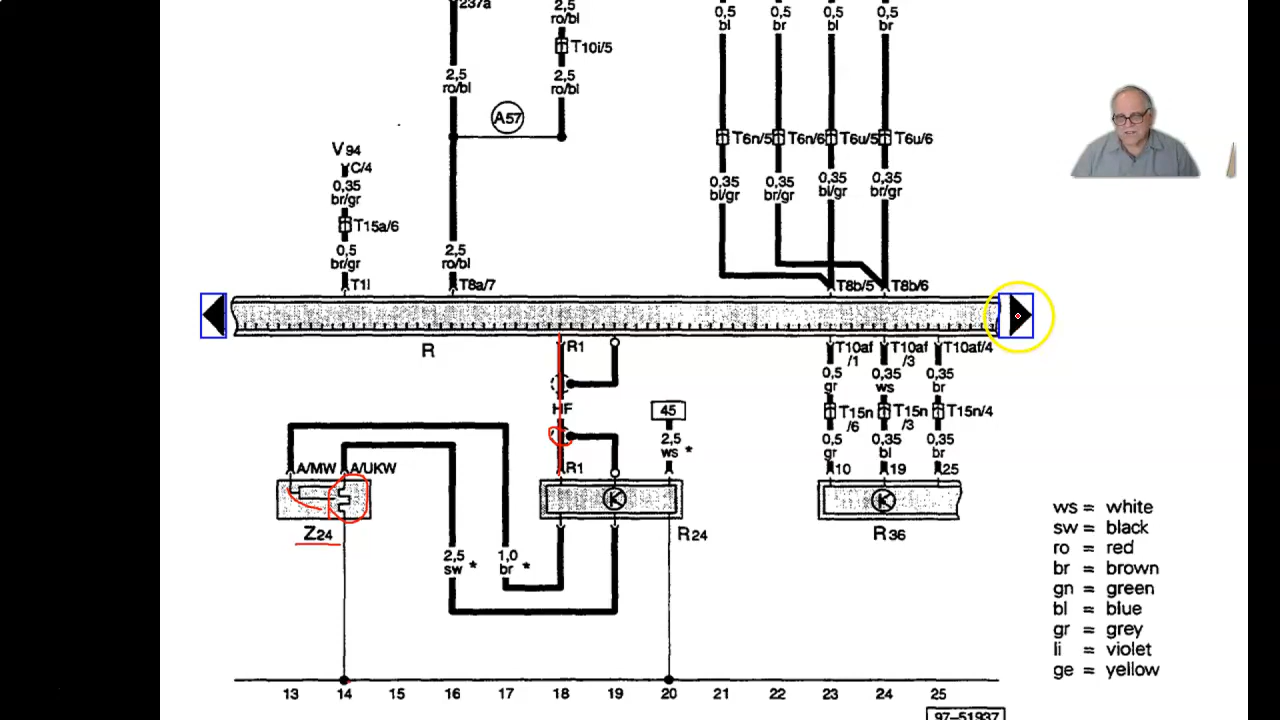 237a
2,5
ro/bl
0,5
bl
0,5
br
0,5
bl
0,5
br
T10i/5
2,5
ro/bl
2,5
ro/bl
A57
T6n/5
T6n/6
T6u/5
T6u/6
V94
C/4
0,35
br/gr
T15a/6
0,35
bl/gr
0,35
br/gr
0,35
bl/gr
0,35
br/gr
0,5
br/gr
2,5
ro/bl
T1l
T8a/7
T8b/5
T8b/6
R
R1
T10af
/1
T10af
/3
T10af/4
0,5
gr
0,35
ws
0,35
br
HF
45
2,5
ws *
T15n
/6
T15n
/3
T15n/4
0,5
gr
0,35
bl
0,35
br
A/MW
A/UKW
R1
10
19
25
K
K
Z24
R24
R36
2,5
sw *
1,0
br *
ws = white
sw = black
ro = red
br = brown
gn = green
bl = blue
gr = grey
li = violet
ge = yellow
13 14 15 16 17 18 19 20 21 22 23 24 25
97-51937